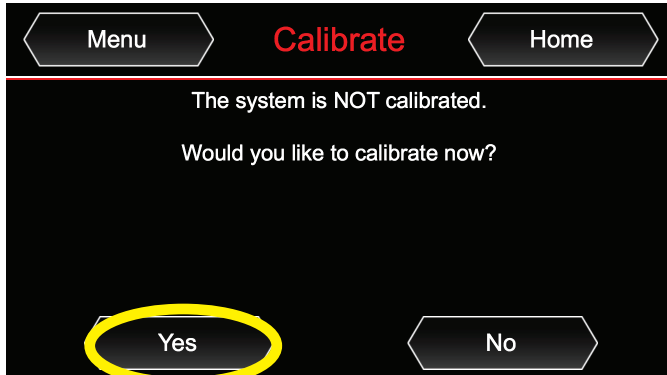 Menu
Calibrate
Home
The system is NOT calibrated.
Would you like to calibrate now?
Yes
No